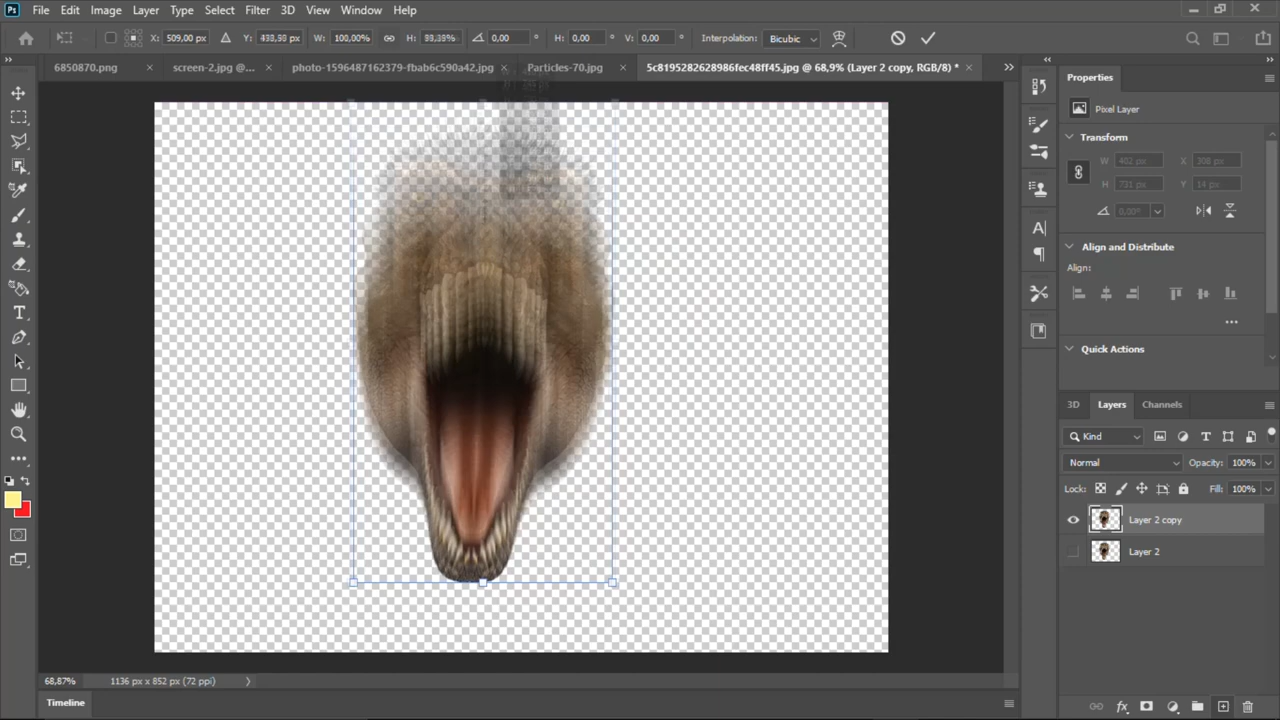 Ps File Edit Image Layer Type Select Filter 3D View Window Help
X: 509,00 px Y: 438,50 px W: 100,00% H: 99,39% 0,00 ° H: 0,00 ° V: 0,00 ° Interpolation: Bicubic
6850870.png × screen-2.jpg @... × photo-1596487162379-fbab6c590a42.jpg × Particles-70.jpg × 5c8195282628986fec48ff45.jpg @ 68,9% (Layer 2 copy, RGB/8) * ×
Properties
Pixel Layer
Transform
W 402 px X 308 px
H 731 px Y 14 px
0,00°
Align and Distribute
Align:
Quick Actions
3D Layers Channels
Kind
Normal Opacity: 100%
Lock: Fill: 100%
Layer 2 copy
Layer 2
68,87% 1136 px x 852 px (72 ppi)
Timeline